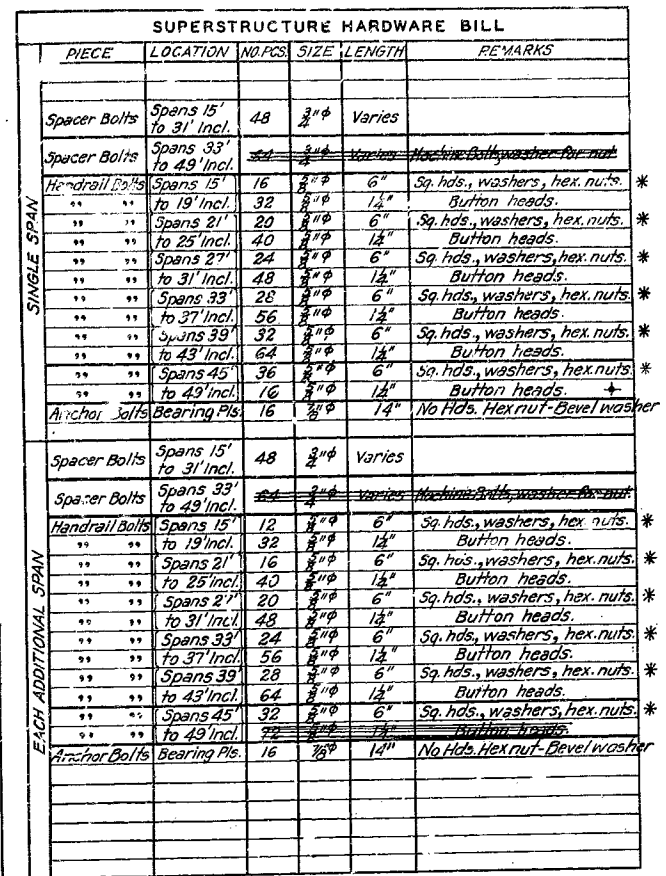 SUPERSTRUCTURE HARDWARE BILL
PIECE LOCATION NO.PCS. SIZE LENGTH REMARKS
SINGLE SPAN
Spacer Bolts Spans 15' to 31' Incl. 48 3/4"φ Varies
Spacer Bolts Spans 33' to 49' Incl. 64 3/4"φ Varies Machine Bolts, washer for nut
Handrail Bolts Spans 15' 16 5/8"φ 6" Sq. hds., washers, hex. nuts. *
" " to 19' Incl. 32 5/8"φ 1 1/4" Button heads.
" " Spans 21' 20 5/8"φ 6" Sq. hds., washers, hex. nuts. *
" " to 25' Incl. 40 5/8"φ 1 1/4" Button heads.
" " Spans 27' 24 5/8"φ 6" Sq. hds., washers, hex. nuts. *
" " to 31' Incl. 48 5/8"φ 1 1/4" Button heads.
" " Spans 33' 28 5/8"φ 6" Sq. hds., washers, hex. nuts. *
" " to 37' Incl. 56 5/8"φ 1 1/4" Button heads.
" " Spans 39' 32 5/8"φ 6" Sq. hds., washers, hex. nuts. *
" " to 43' Incl. 64 5/8"φ 1 1/4" Button heads.
" " Spans 45' 36 5/8"φ 6" Sq. hds., washers, hex. nuts. *
" " to 49' Incl. 16 5/8"φ 1 1/4" Button heads.
Anchor Bolts Bearing Pls. 16 7/8"φ 14" No Hds. Hex nut-Bevel washer
EACH ADDITIONAL SPAN
Spacer Bolts Spans 15' to 31' Incl. 48 3/4"φ Varies
Spacer Bolts Spans 33' to 49' Incl. 64 3/4"φ Varies Machine Bolts, washer for nut
Handrail Bolts Spans 15' 12 5/8"φ 6" Sq. hds., washers, hex. nuts. *
" " to 19' Incl. 32 5/8"φ 1 1/4" Button heads.
" " Spans 21' 16 5/8"φ 6" Sq. hds., washers, hex. nuts. *
" " to 25' Incl. 40 5/8"φ 1 1/4" Button heads.
" " Spans 27' 20 5/8"φ 6" Sq. hds., washers, hex. nuts. *
" " to 31' Incl. 48 5/8"φ 1 1/4" Button heads.
" " Spans 33' 24 5/8"φ 6" Sq. hds., washers, hex. nuts. *
" " to 37' Incl. 56 5/8"φ 1 1/4" Button heads.
" " Spans 39' 28 5/8"φ 6" Sq. hds., washers, hex. nuts. *
" " to 43' Incl. 64 5/8"φ 1 1/4" Button heads.
" " Spans 45' 32 5/8"φ 6" Sq. hds., washers, hex. nuts. *
" " to 49' Incl. 72 5/8"φ 1 1/4" Button heads.
Anchor Bolts Bearing Pls. 16 7/8"φ 14" No Hds. Hex nut-Bevel washer